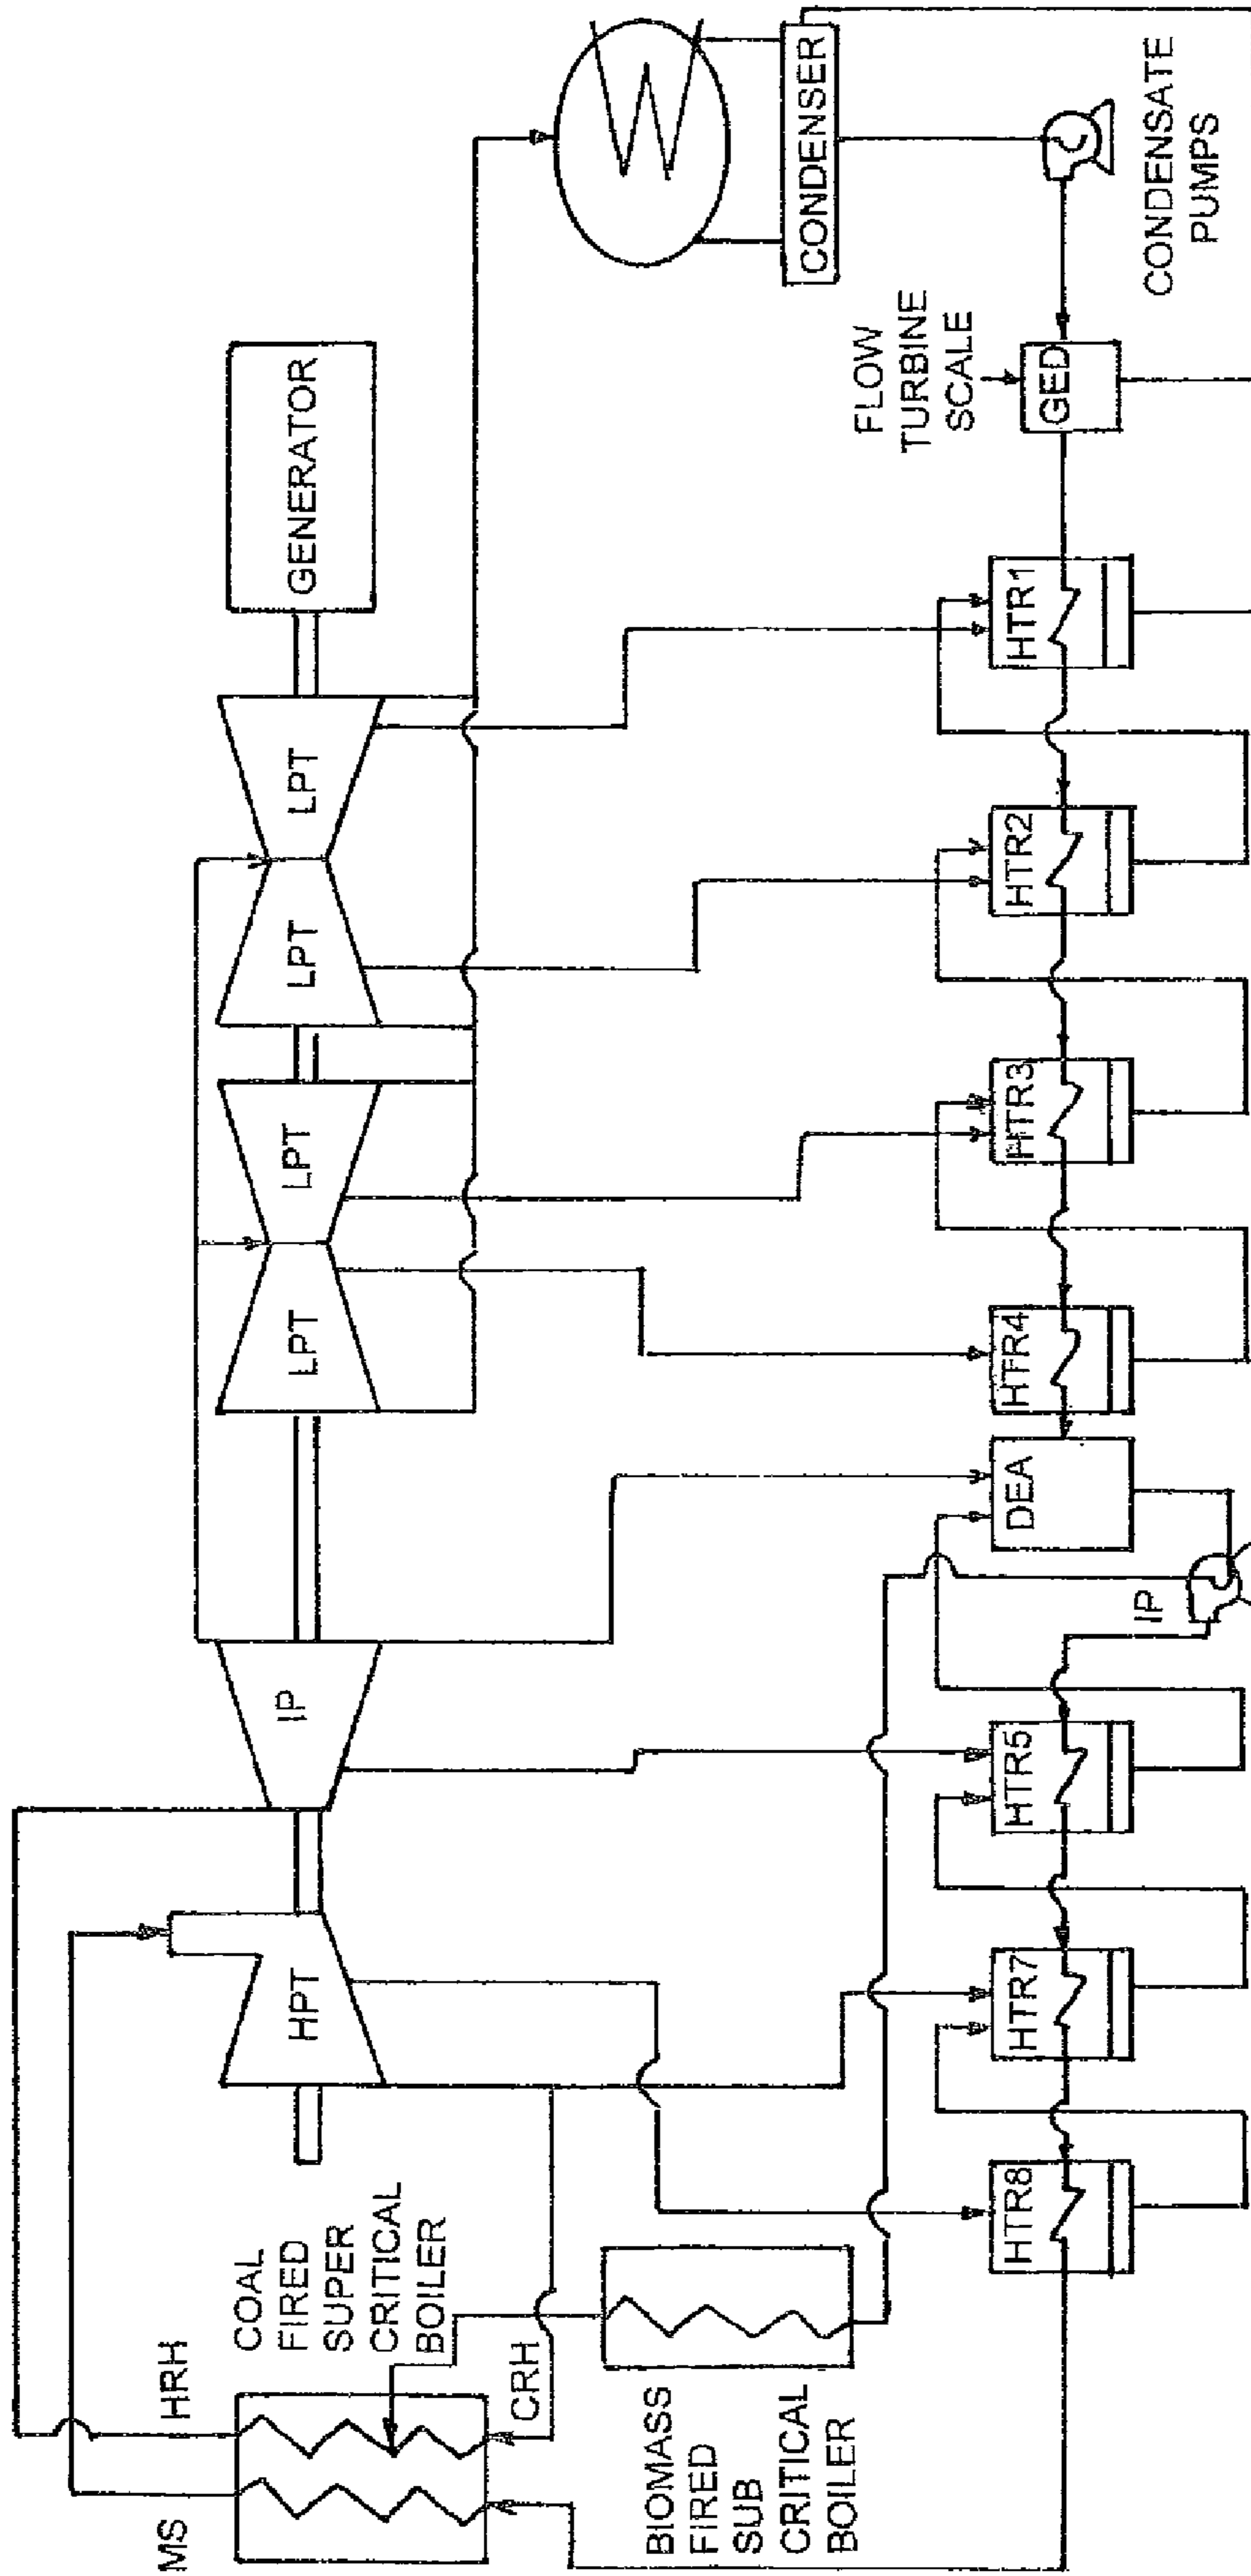 MS
HRH
COAL
FIRED
SUPER
CRITICAL
BOILER
CRH
BIOMASS
FIRED
SUB
CRITICAL
BOILER
HPT
IP
LPT
LPT
LPT
LPT
GENERATOR
CONDENSER
CONDENSATE
PUMPS
FLOW
TURBINE
SCALE
GED
HTR1
HTR2
HTR3
HTR4
DEA
IP
HTR5
HTR7
HTR8